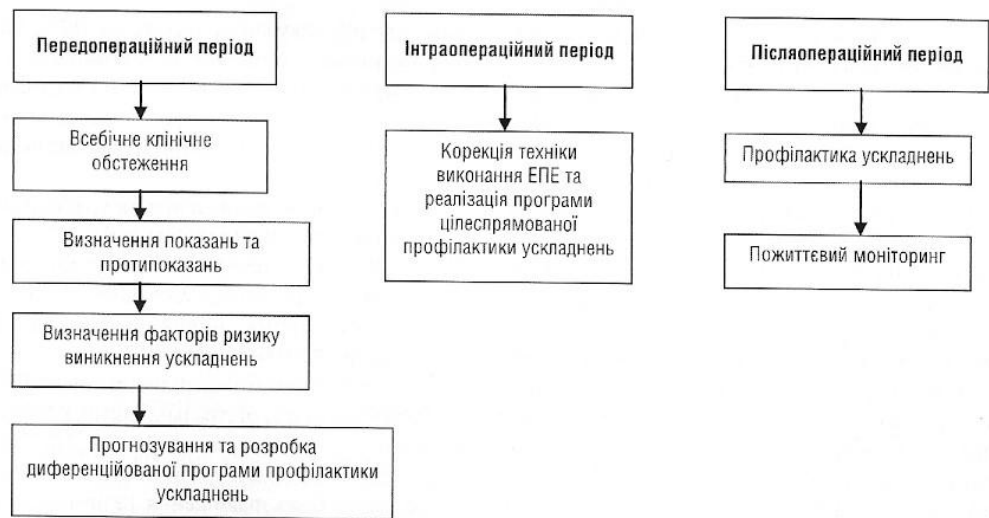 Передопераційний період
Всебічне клінічне
обстеження
Визначення показань та
протипоказань
Визначення факторів ризику
виникнення ускладнень
Прогнозування та розробка
диференційованої програми профілактики
ускладнень
Інтраопераційний період
Корекція техніки
виконання ЕПЕ та
реалізація програми
цілеспрямованої
профілактики ускладнень
Післяопераційний період
Профілактика ускладнень
Пожиттєвий моніторинг